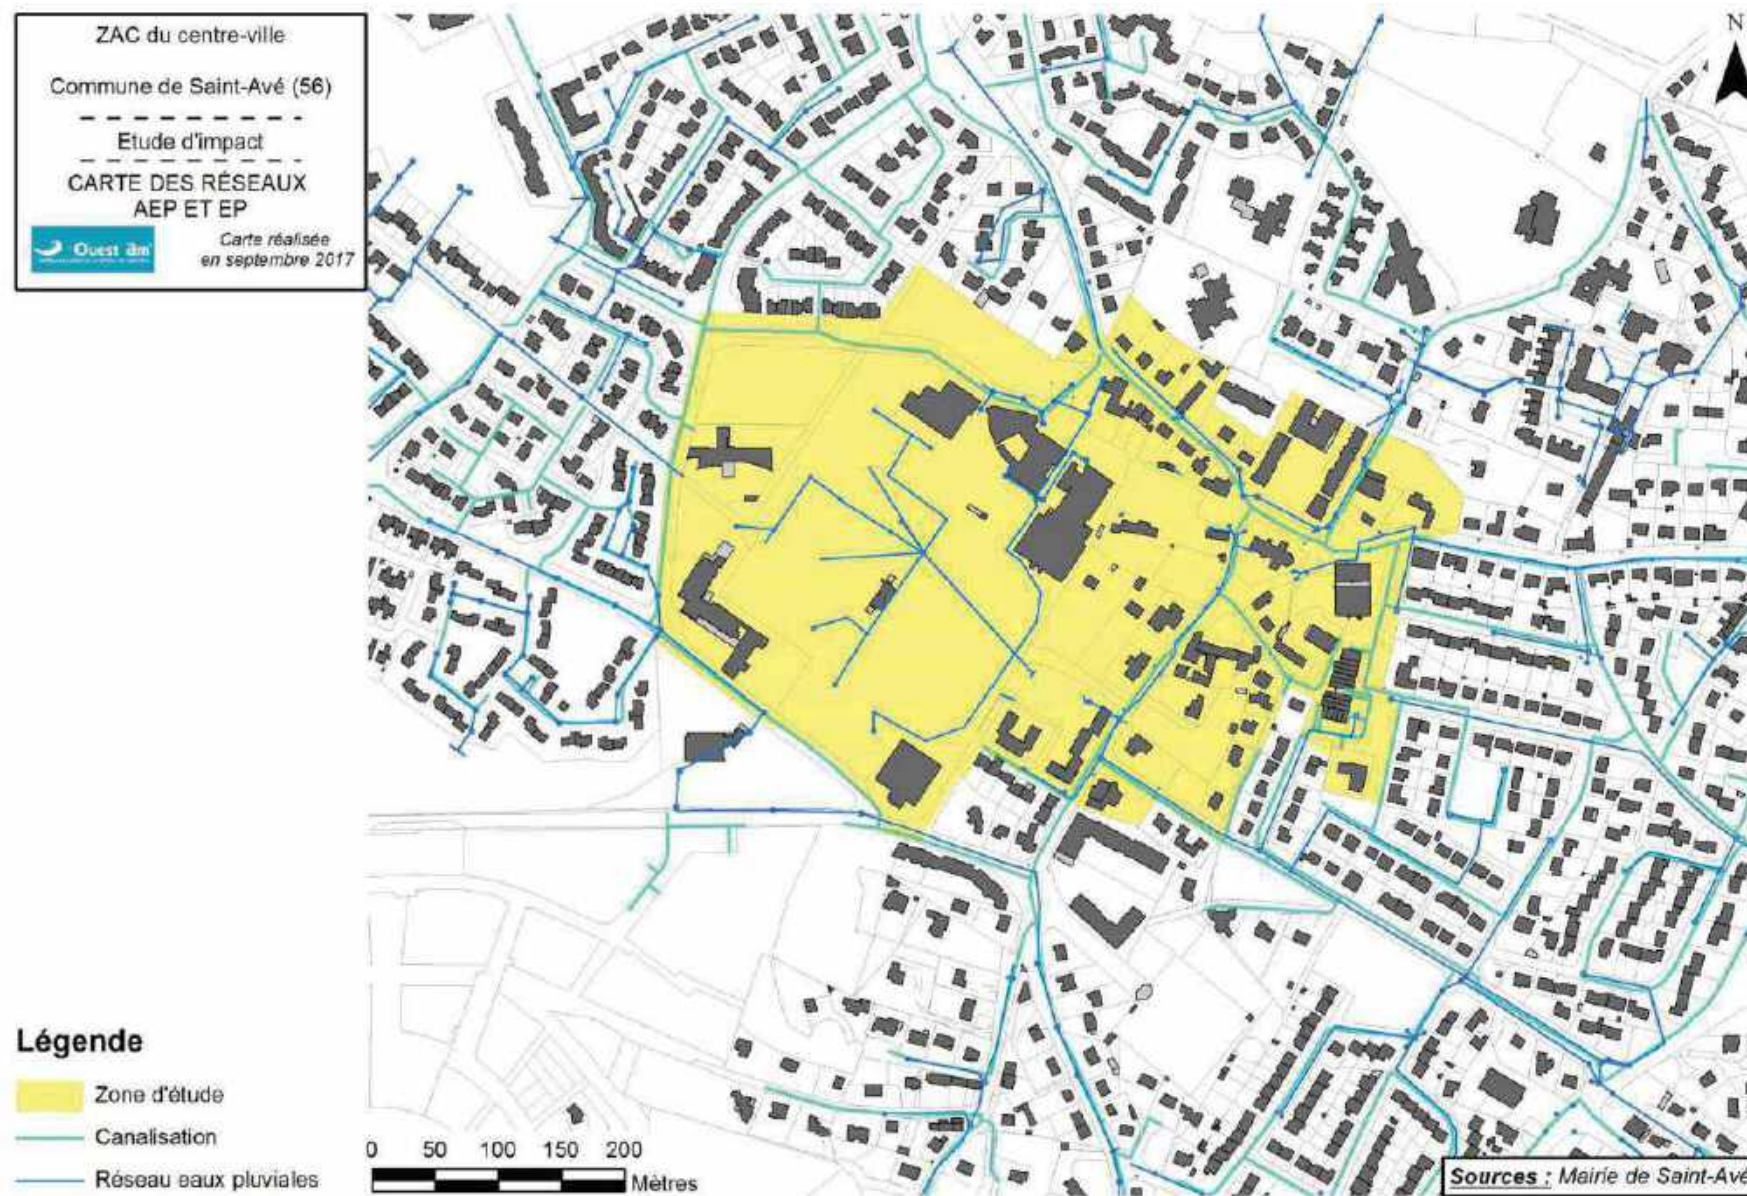 ZAC du centre-ville
Commune de Saint-Avé (56)
Etude d'impact
CARTE DES RÉSEAUX
AEP ET EP
Ouest am'
Carte réalisée
en septembre 2017
N
Légende
Zone d'étude
Canalisation
Réseau eaux pluviales
0 50 100 150 200
Mètres
Sources : Mairie de Saint-Avé